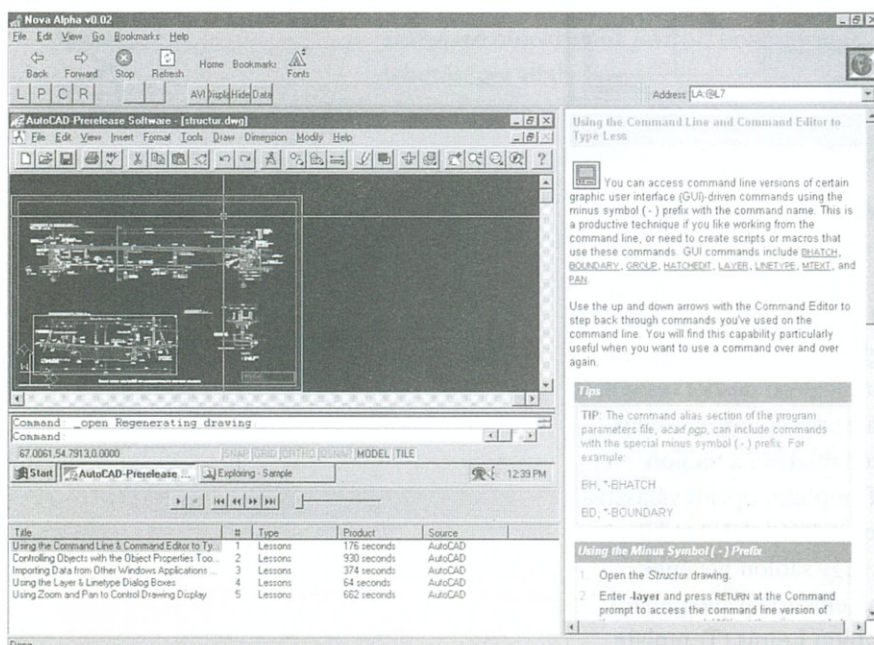 Nova Alpha v0.02
File Edit View Go Bookmarks Help
Back Forward Stop Refresh Home Bookmarks Fonts
L P C R AVI Displa Hide Data Address LA:@L7
AutoCAD-Prerelease Software - [structur.dwg]
File Edit View Insert Format Tools Draw Dimension Modify Help
Command: _open Regenerating drawing
Command:
67.0061,54.7913,0.0000 SNAP GRID ORTHO OSNAP MODEL TILE
Start AutoCAD-Prerelease ... Exploring - Sample 12:39 PM
Title # Type Product Source
Using the Command Line & Command Editor to Ty... 1 Lessons 176 seconds AutoCAD
Controlling Objects with the Object Properties Too... 2 Lessons 930 seconds AutoCAD
Importing Data from Other Windows Applications ... 3 Lessons 374 seconds AutoCAD
Using the Layer & Linetype Dialog Boxes 4 Lessons 64 seconds AutoCAD
Using Zoom and Pan to Control Drawing Display 5 Lessons 662 seconds AutoCAD
Done
Using the Command Line and Command Editor to
Type Less
You can access command line versions of certain
graphic user interface (GUI)-driven commands using the
minus symbol ( - ) prefix with the command name. This is
a productive technique if you like working from the
command line, or need to create scripts or macros that
use these commands. GUI commands include BHATCH,
BOUNDARY, GROUP, HATCHEDIT, LAYER, LINETYPE, MTEXT, and
PAN.
Use the up and down arrows with the Command Editor to
step back through commands you've used on the
command line. You will find this capability particularly
useful when you want to use a command over and over
again.
Tips
TIP: The command alias section of the program
parameters file, acad.pgp, can include commands
with the special minus symbol ( - ) prefix. For
example:
BH, *-BHATCH
BD, *-BOUNDARY
Using the Minus Symbol ( - ) Prefix
1. Open the Structur drawing.
2. Enter -layer and press RETURN at the Command
prompt to access the command line version of